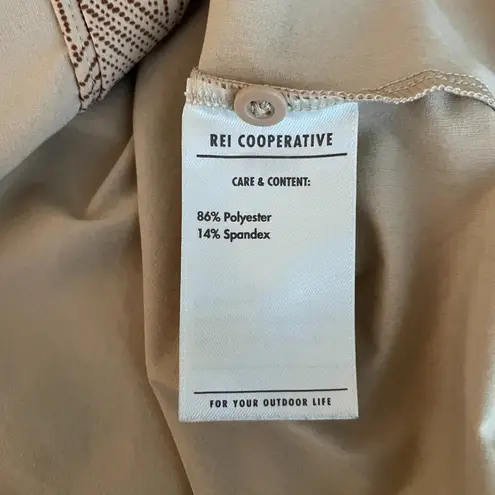 REI COOPERATIVE
CARE & CONTENT:
86% Polyester
14% Spandex
FOR YOUR OUTDOOR LIFE